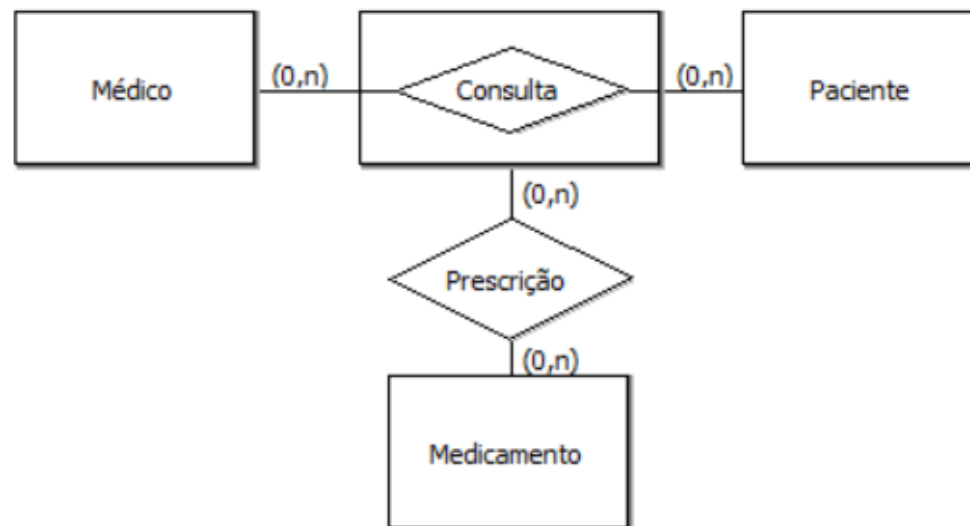 Médico
(0,n)
Consulta
(0,n)
Paciente
(0,n)
Prescrição
(0,n)
Medicamento